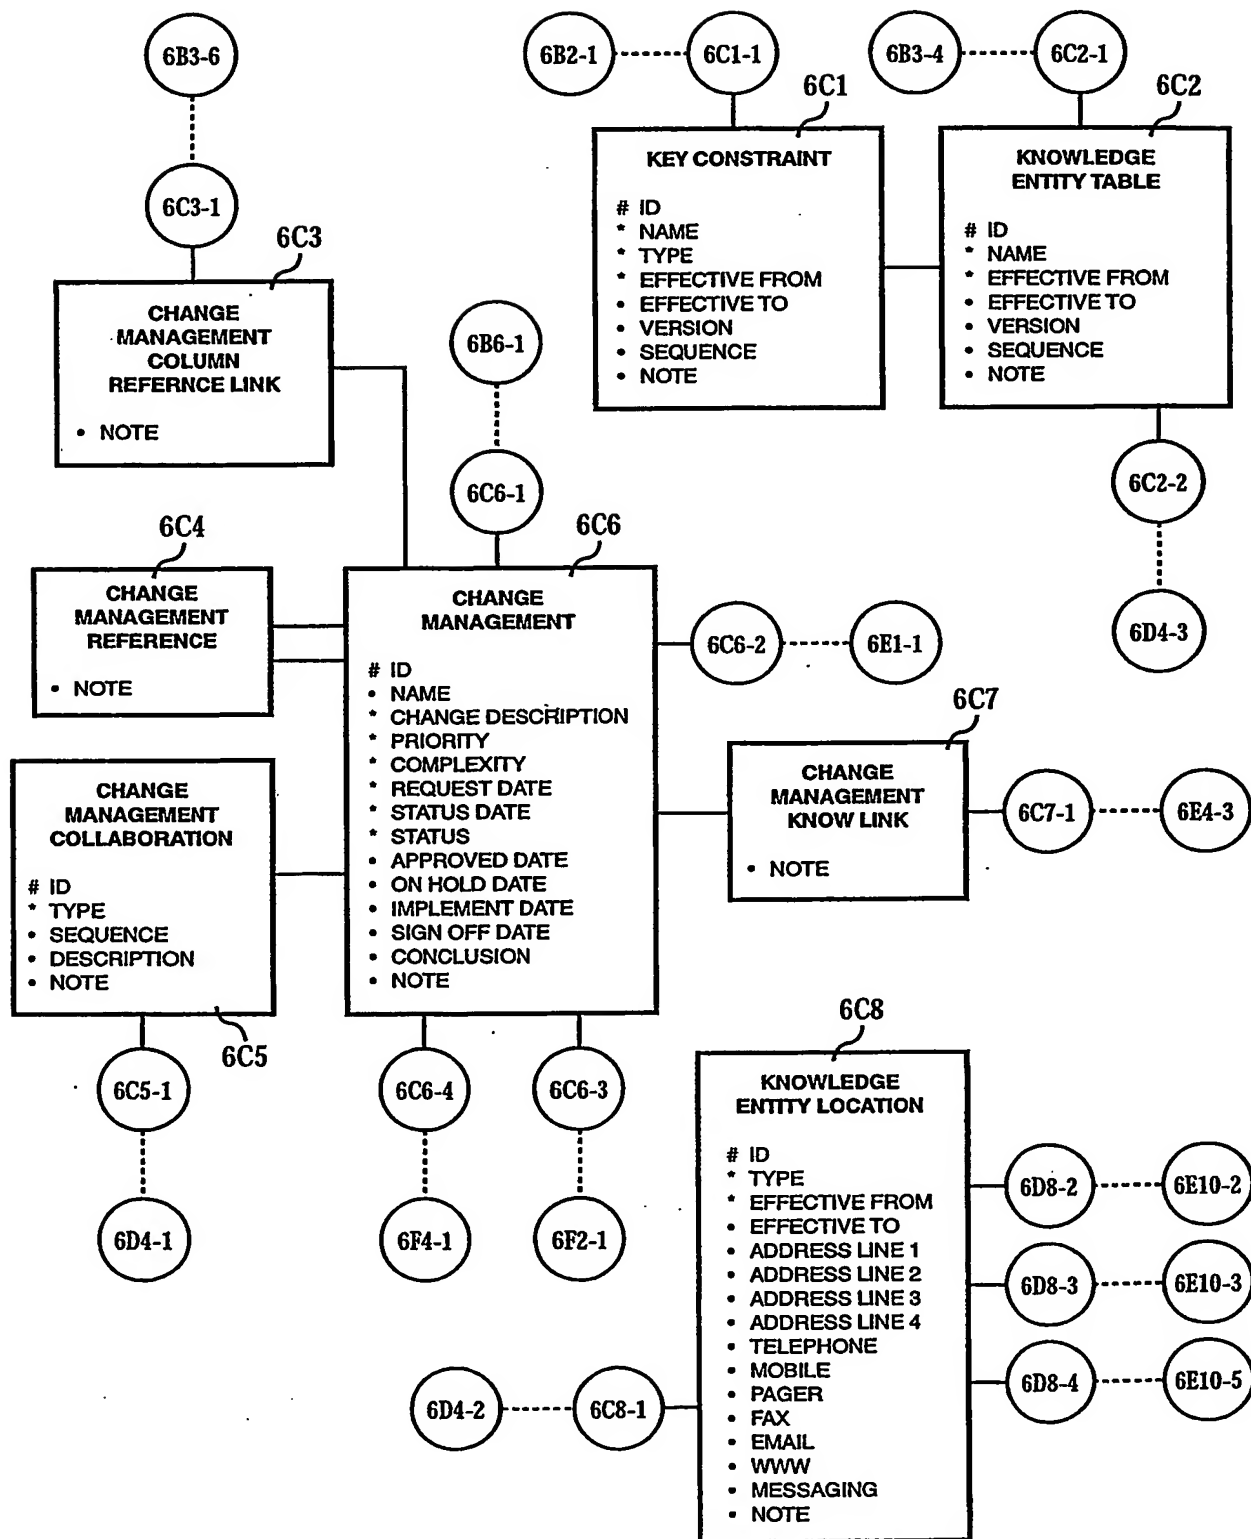 6B3-6
6B2-1
6C1-1
6B3-4
6C2-1
6C1
6C2
KEY CONSTRAINT
# ID
* NAME
* TYPE
* EFFECTIVE FROM
• EFFECTIVE TO
• VERSION
• SEQUENCE
• NOTE
KNOWLEDGE
ENTITY TABLE
# ID
* NAME
* EFFECTIVE FROM
• EFFECTIVE TO
• VERSION
• SEQUENCE
• NOTE
6C3-1
6C3
CHANGE
MANAGEMENT
COLUMN
REFERNCE LINK
• NOTE
6B6-1
6C6-1
6C2-2
6D4-3
6C4
CHANGE
MANAGEMENT
REFERENCE
• NOTE
6C6
CHANGE
MANAGEMENT
# ID
• NAME
* CHANGE DESCRIPTION
* PRIORITY
* COMPLEXITY
* REQUEST DATE
* STATUS DATE
* STATUS
• APPROVED DATE
• ON HOLD DATE
• IMPLEMENT DATE
• SIGN OFF DATE
• CONCLUSION
• NOTE
6C6-2
6E1-1
6C7
CHANGE
MANAGEMENT
KNOW LINK
• NOTE
6C7-1
6E4-3
CHANGE
MANAGEMENT
COLLABORATION
# ID
* TYPE
• SEQUENCE
• DESCRIPTION
• NOTE
6C5
6C5-1
6D4-1
6C6-4
6F4-1
6C6-3
6F2-1
6C8
KNOWLEDGE
ENTITY LOCATION
# ID
* TYPE
* EFFECTIVE FROM
• EFFECTIVE TO
• ADDRESS LINE 1
• ADDRESS LINE 2
• ADDRESS LINE 3
• ADDRESS LINE 4
• TELEPHONE
• MOBILE
• PAGER
• FAX
• EMAIL
• WWW
• MESSAGING
• NOTE
6D8-2
6E10-2
6D8-3
6E10-3
6D8-4
6E10-5
6D4-2
6C8-1